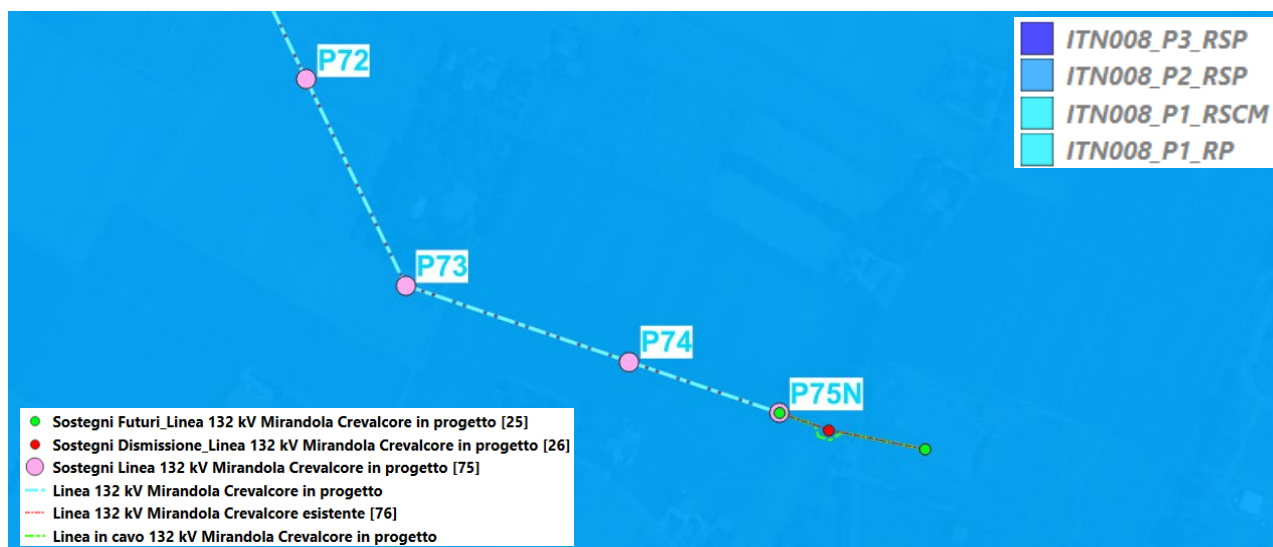 P72
ITN008_P3_RSP
ITN008_P2_RSP
ITN008_P1_RSCM
ITN008_P1_RP
P73
P74
P75N
Sostegni Futuri_Linea 132 kV Mirandola Crevalcore in progetto [25]
Sostegni Dismissione_Linea 132 kV Mirandola Crevalcore in progetto [26]
Sostegni Linea 132 kV Mirandola Crevalcore in progetto [75]
Linea 132 kV Mirandola Crevalcore in progetto
Linea 132 kV Mirandola Crevalcore esistente [76]
Linea in cavo 132 kV Mirandola Crevalcore in progetto